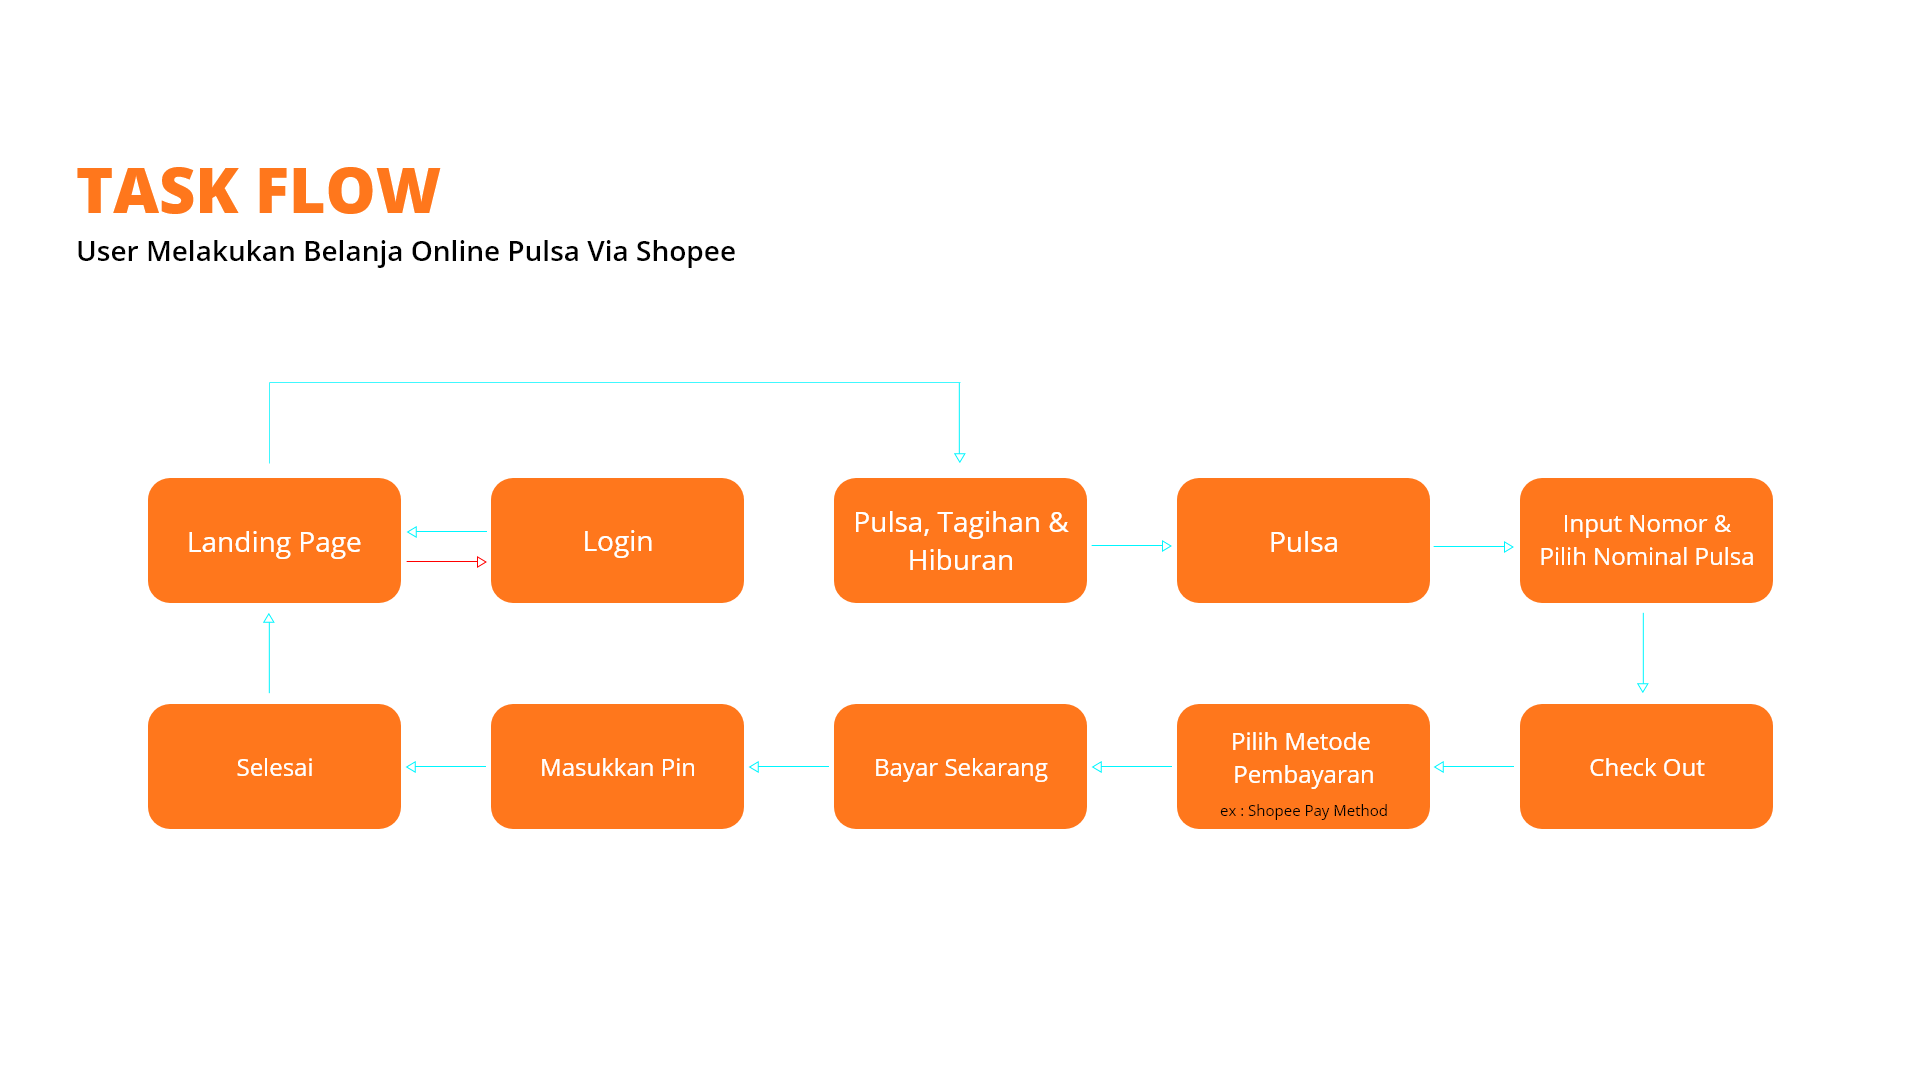 TASK FLOW
User Melakukan Belanja Online Pulsa Via Shopee
Landing Page
Login
Pulsa, Tagihan &
Hiburan
Pulsa
Input Nomor &
Pilih Nominal Pulsa
Selesai
Masukkan Pin
Bayar Sekarang
Pilih Metode
Pembayaran
ex : Shopee Pay Method
Check Out